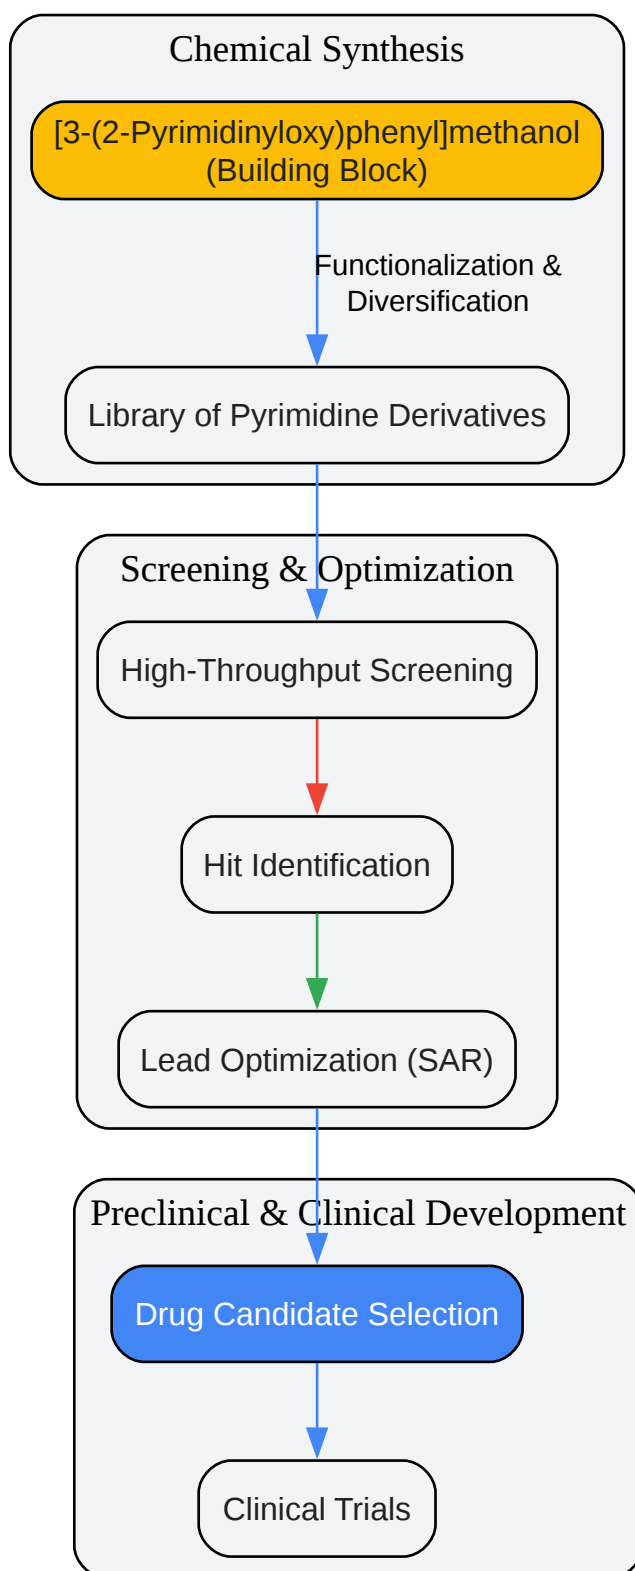 Chemical Synthesis
[3-(2-Pyrimidinyloxy)phenyl]methanol
(Building Block)
Functionalization &
Diversification
Library of Pyrimidine Derivatives
Screening & Optimization
High-Throughput Screening
Hit Identification
Lead Optimization (SAR)
Preclinical & Clinical Development
Drug Candidate Selection
Clinical Trials